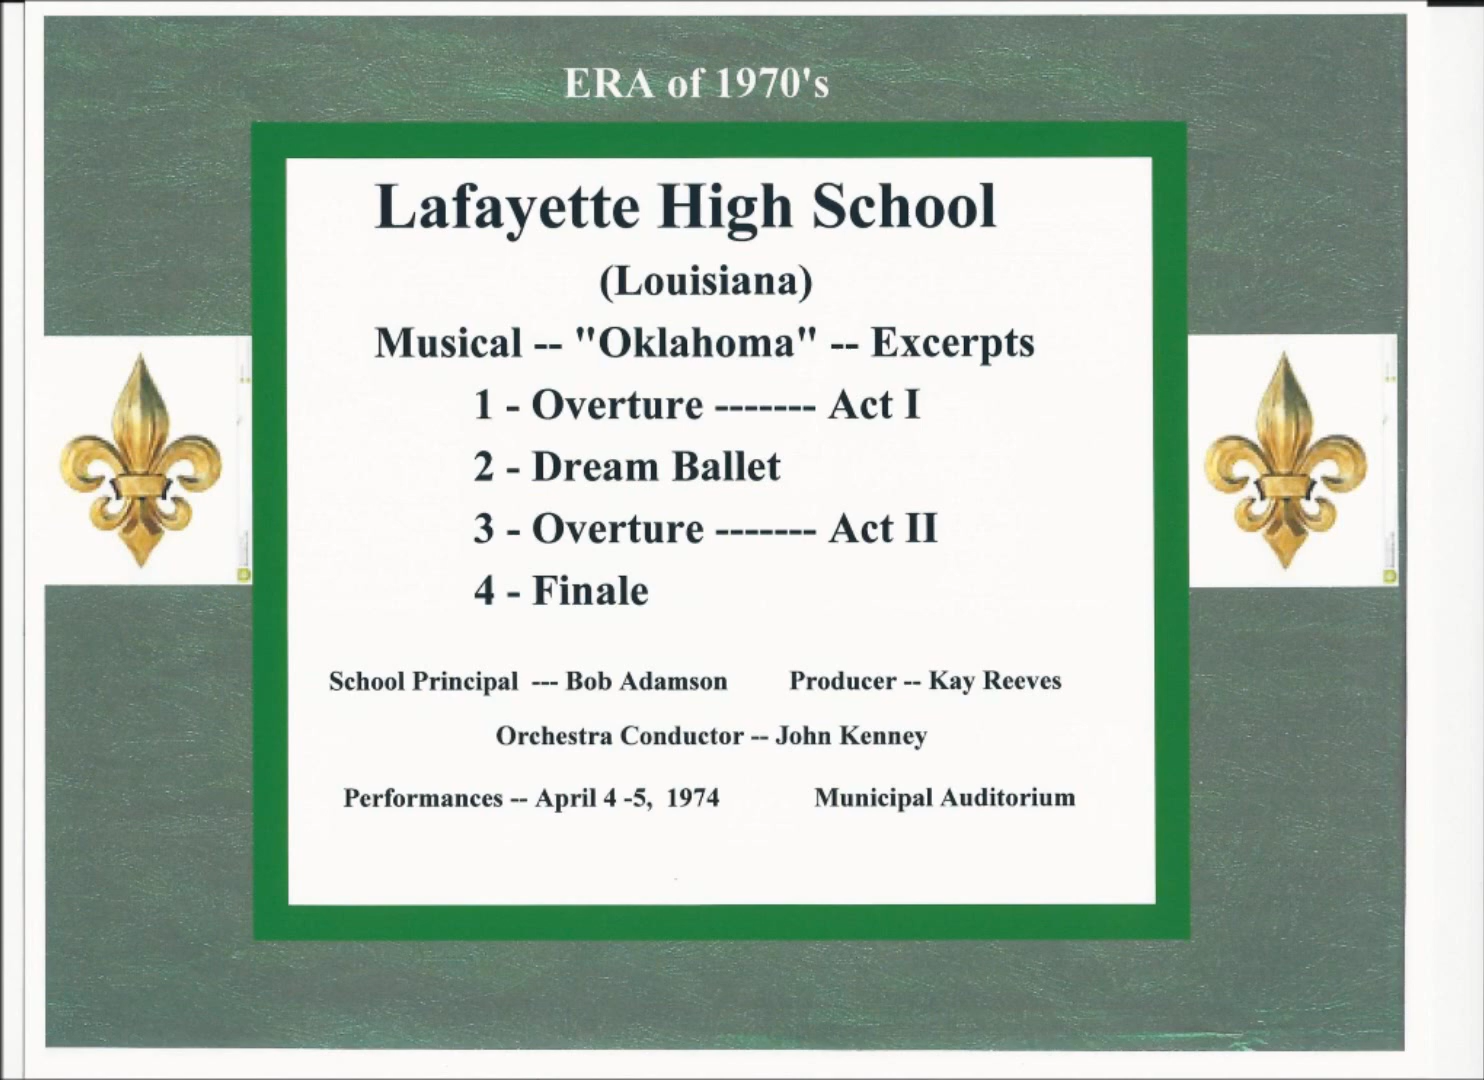 ERA of 1970's
Lafayette High School
(Louisiana)
Musical -- "Oklahoma" -- Excerpts
1 - Overture ------- Act I
2 - Dream Ballet
3 - Overture ------- Act II
4 - Finale
School Principal --- Bob Adamson Producer -- Kay Reeves
Orchestra Conductor -- John Kenney
Performances -- April 4 -5, 1974 Municipal Auditorium